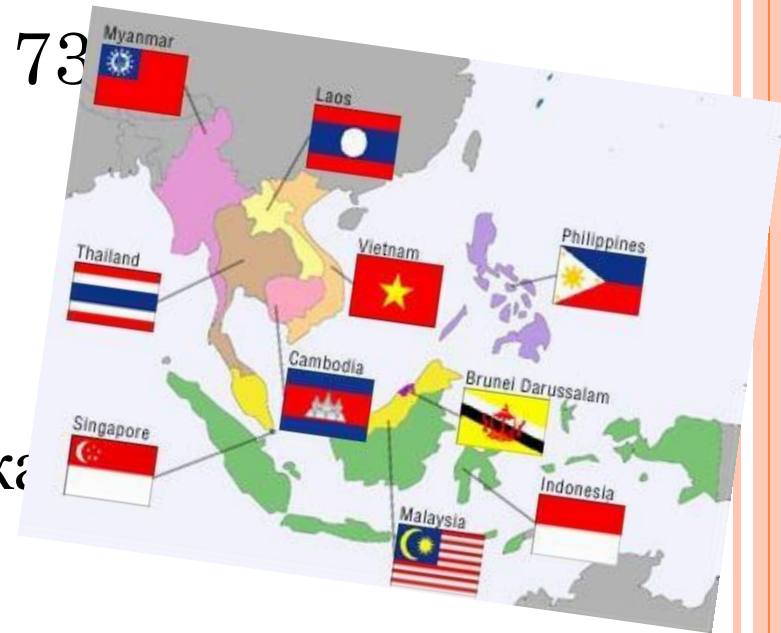 73
Myanmar
Laos
Thailand
Vietnam
Philippines
Cambodia
Brunei Darussalam
Singapore
Indonesia
Malaysia